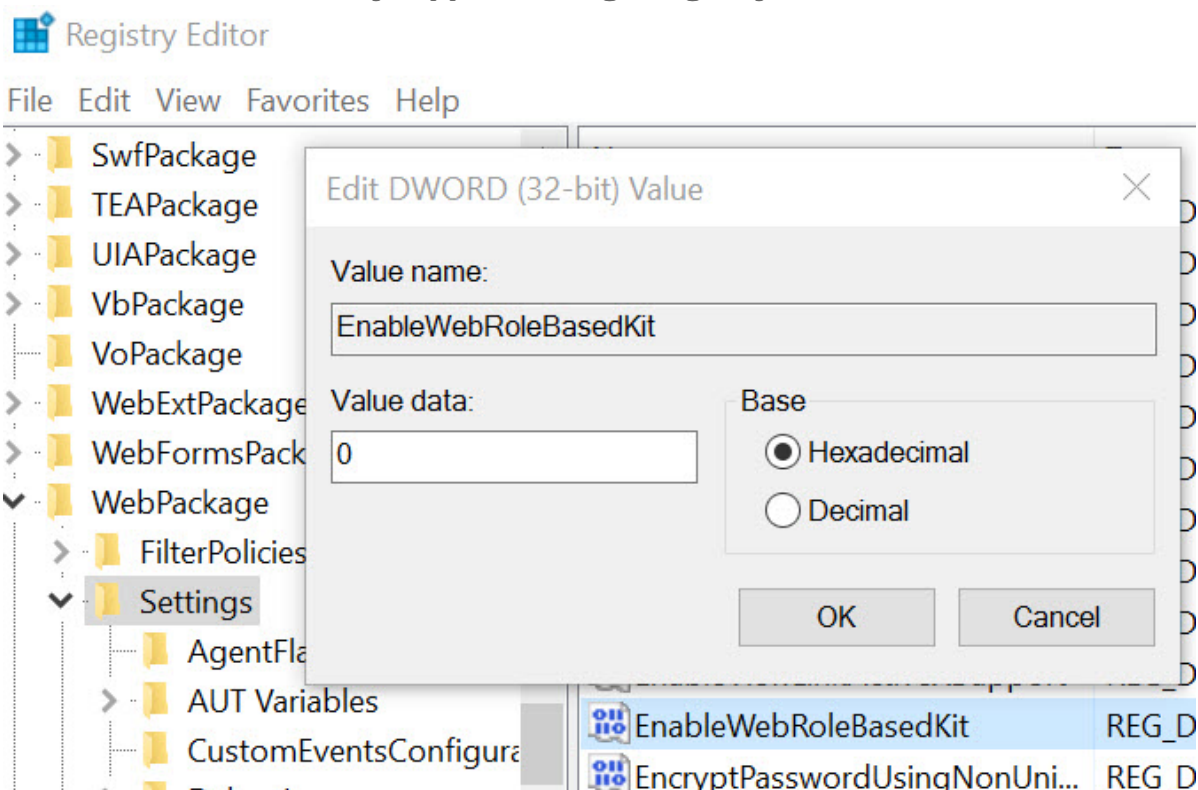 Registry Editor
File Edit View Favorites Help
SwfPackage
TEAPackage
UIAPackage
VbPackage
VoPackage
WebExtPackage
WebFormsPack
WebPackage
FilterPolicies
Settings
AgentFla
AUT Variables
CustomEventsConfigura
Edit DWORD (32-bit) Value
Value name:
EnableWebRoleBasedKit
Value data:
0
Base
Hexadecimal
Decimal
OK
Cancel
EnableWebRoleBasedKit REG_D
EncryptPasswordUsingNonUni... REG_D